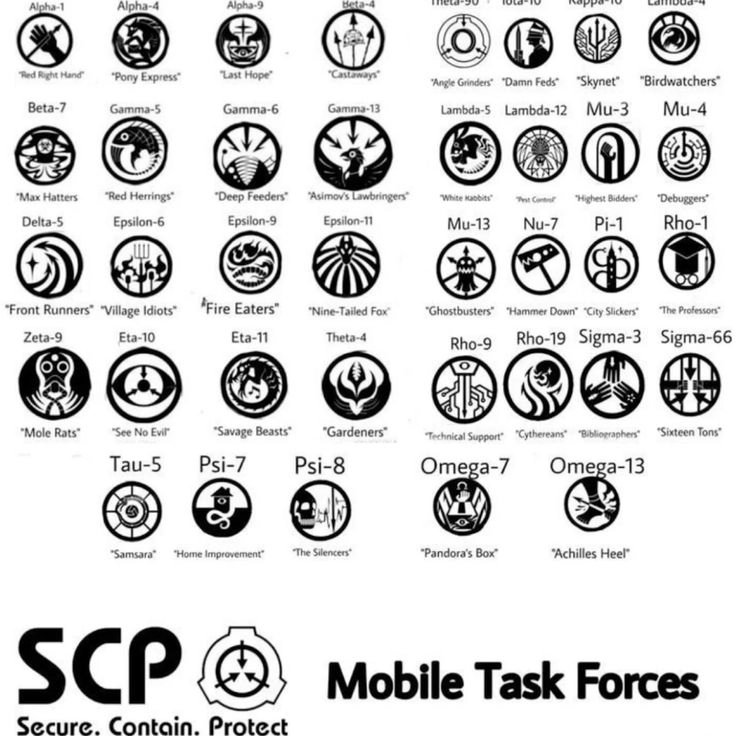 Alpha-1 Alpha-4 Alpha-9 Beta-4 Theta-90 Iota-10 Kappa-10 Lambda-4
"Red Right Hand" "Pony Express" "Last Hope" "Castaways" "Angle Grinders" "Damn Feds" "Skynet" "Birdwatchers"
Beta-7 Gamma-5 Gamma-6 Gamma-13 Lambda-5 Lambda-12 Mu-3 Mu-4
"Max Hatters "Red Herrings" "Deep Feeders" "Asimov's Lawbringers" "White Rabbits" "Pest Control" "Highest Bidders" "Debuggers"
Delta-5 Epsilon-6 Epsilon-9 Epsilon-11 Mu-13 Nu-7 Pi-1 Rho-1
"Front Runners" "Village Idiots" "Fire Eaters" "Nine-Tailed Fox" "Ghostbusters" "Hammer Down" "City Slickers" "The Professors"
Zeta-9 Eta-10 Eta-11 Theta-4 Rho-9 Rho-19 Sigma-3 Sigma-66
"Mole Rats" "See No Evil" "Savage Beasts" "Gardeners" "Technical Support" "Cythereans" "Bibliographers" "Sixteen Tons"
Tau-5 Psi-7 Psi-8 Omega-7 Omega-13
"Samsara" "Home Improvement" "The Silencers" "Pandora's Box" "Achilles Heel"
SCP Mobile Task Forces
Secure. Contain. Protect